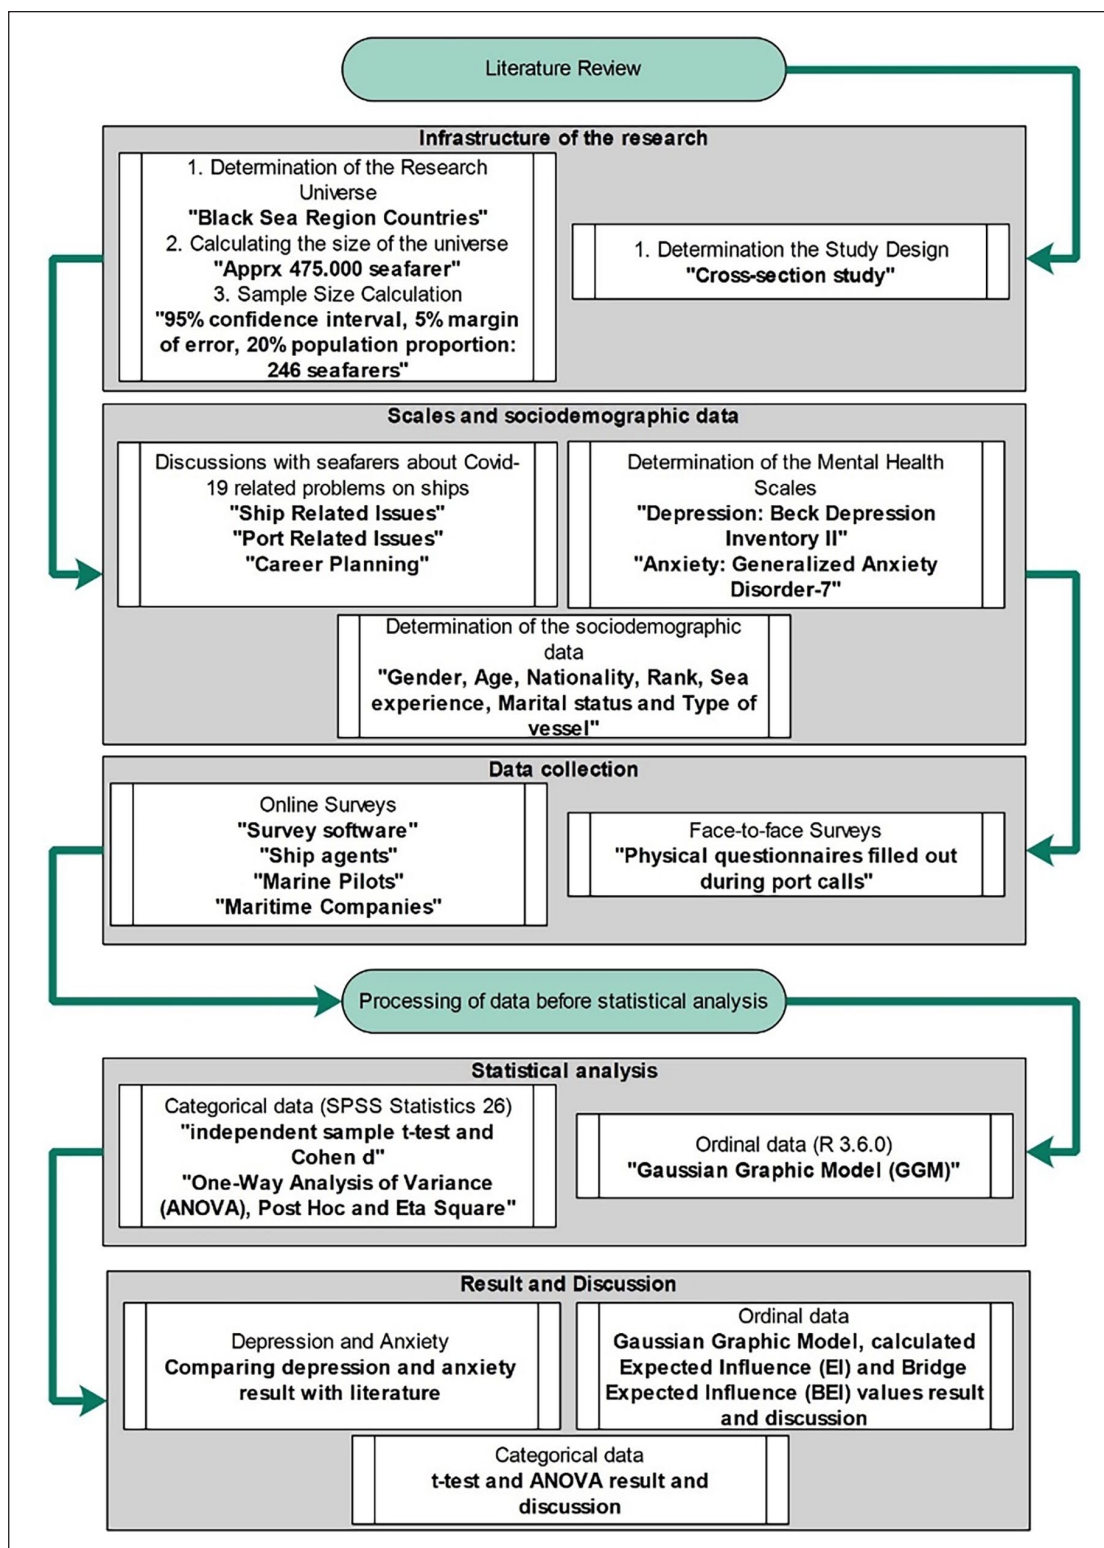 Literature Review
Infrastructure of the research
1. Determination of the Research
Universe
"Black Sea Region Countries"
2. Calculating the size of the universe
"Apprx 475.000 seafarer"
3. Sample Size Calculation
"95% confidence interval, 5% margin
of error, 20% population proportion:
246 seafarers"
1. Determination the Study Design
"Cross-section study"
Scales and sociodemographic data
Discussions with seafarers about Covid-
19 related problems on ships
"Ship Related Issues"
"Port Related Issues"
"Career Planning"
Determination of the Mental Health
Scales
"Depression: Beck Depression
Inventory II"
"Anxiety: Generalized Anxiety
Disorder-7"
Determination of the sociodemographic
data
"Gender, Age, Nationality, Rank, Sea
experience, Marital status and Type of
vessel"
Data collection
Online Surveys
"Survey software"
"Ship agents"
"Marine Pilots"
"Maritime Companies"
Face-to-face Surveys
"Physical questionnaires filled out
during port calls"
Processing of data before statistical analysis
Statistical analysis
Categorical data (SPSS Statistics 26)
"independent sample t-test and
Cohen d"
"One-Way Analysis of Variance
(ANOVA), Post Hoc and Eta Square"
Ordinal data (R 3.6.0)
"Gaussian Graphic Model (GGM)"
Result and Discussion
Depression and Anxiety
Comparing depression and anxiety
result with literature
Ordinal data
Gaussian Graphic Model, calculated
Expected Influence (EI) and Bridge
Expected Influence (BEI) values result
and discussion
Categorical data
t-test and ANOVA result and
discussion